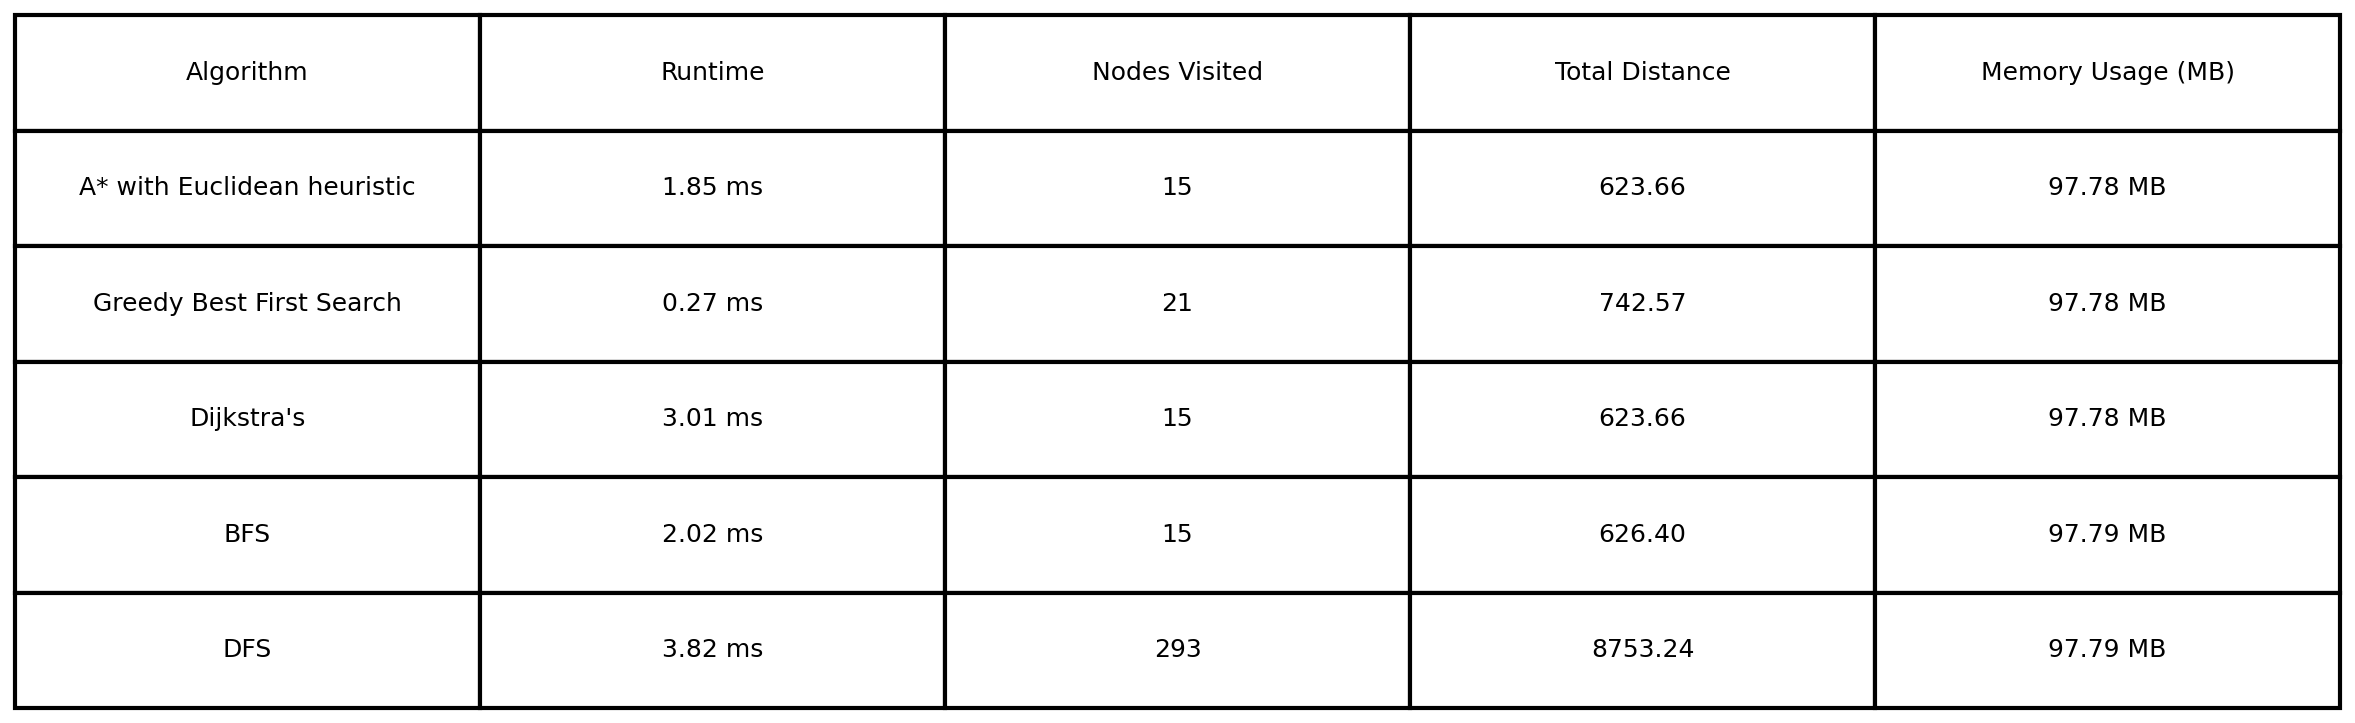 Algorithm Runtime Nodes Visited Total Distance Memory Usage (MB)
A* with Euclidean heuristic 1.85 ms 15 623.66 97.78 MB
Greedy Best First Search 0.27 ms 21 742.57 97.78 MB
Dijkstra's 3.01 ms 15 623.66 97.78 MB
BFS 2.02 ms 15 626.40 97.79 MB
DFS 3.82 ms 293 8753.24 97.79 MB